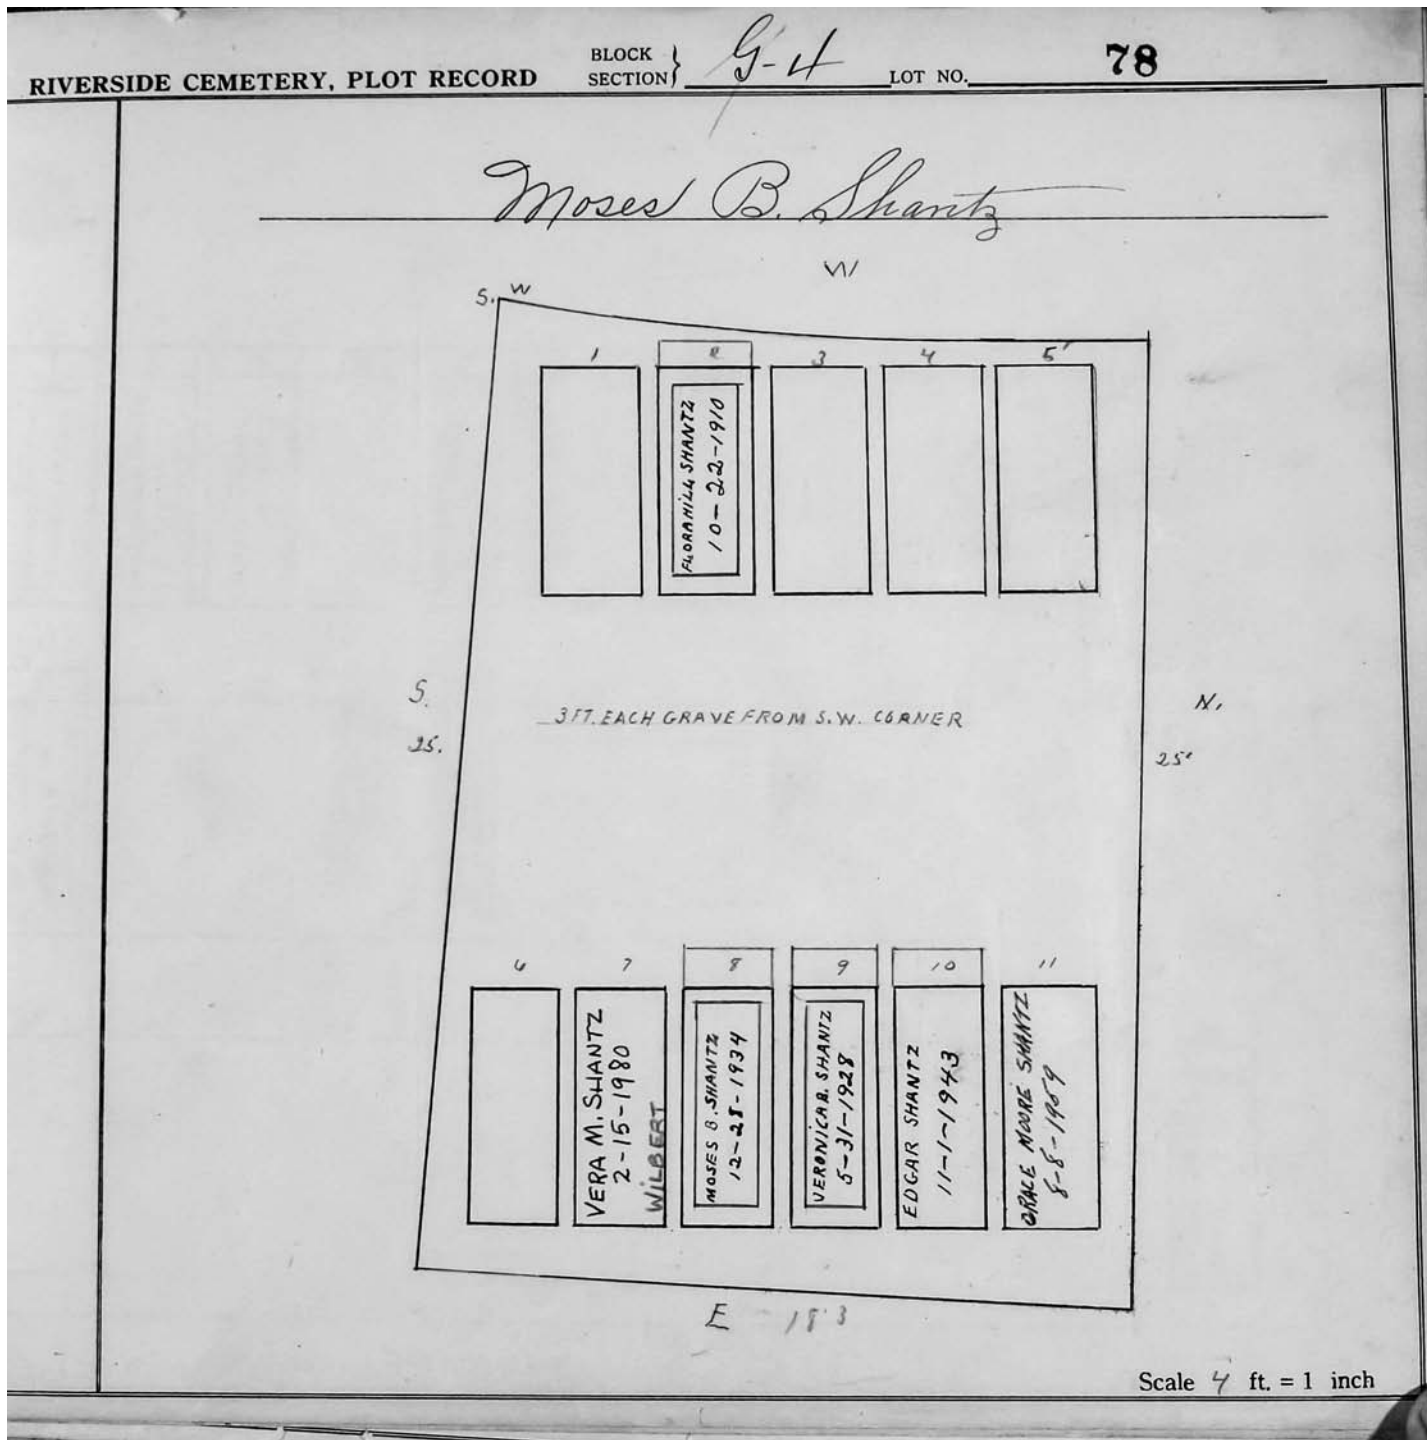 RIVERSIDE CEMETERY, PLOT RECORD
BLOCK
SECTION
G-4
LOT NO.
78
Moses B. Shantz
W
S. W
1
2
3
4
5
FLORA HILL SHANTZ
10-22-1910
S.
25.
3 FT. EACH GRAVE FROM S.W. CORNER
N.
25'
6
7
8
9
10
11
VERA M. SHANTZ
2-15-1980
WILBERT
MOSES B. SHANTZ
12-28-1934
VERONICA B. SHANTZ
5-31-1928
EDGAR SHANTZ
11-1-1943
GRACE MOORE SHANTZ
8-8-1959
E
Scale 4 ft. = 1 inch